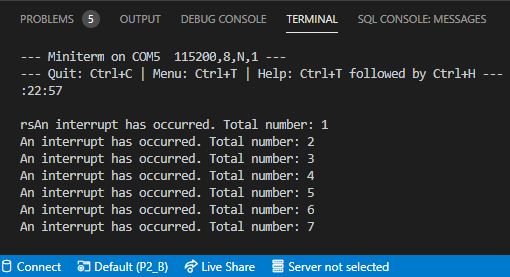 PROBLEMS 5 OUTPUT DEBUG CONSOLE TERMINAL SQL CONSOLE: MESSAGES
--- Miniterm on COM5  115200,8,N,1 ---
--- Quit: Ctrl+C | Menu: Ctrl+T | Help: Ctrl+T followed by Ctrl+H ---
:22:57
rsAn interrupt has occurred. Total number: 1
An interrupt has occurred. Total number: 2
An interrupt has occurred. Total number: 3
An interrupt has occurred. Total number: 4
An interrupt has occurred. Total number: 5
An interrupt has occurred. Total number: 6
An interrupt has occurred. Total number: 7
Connect Default (P2_B) Live Share Server not selected